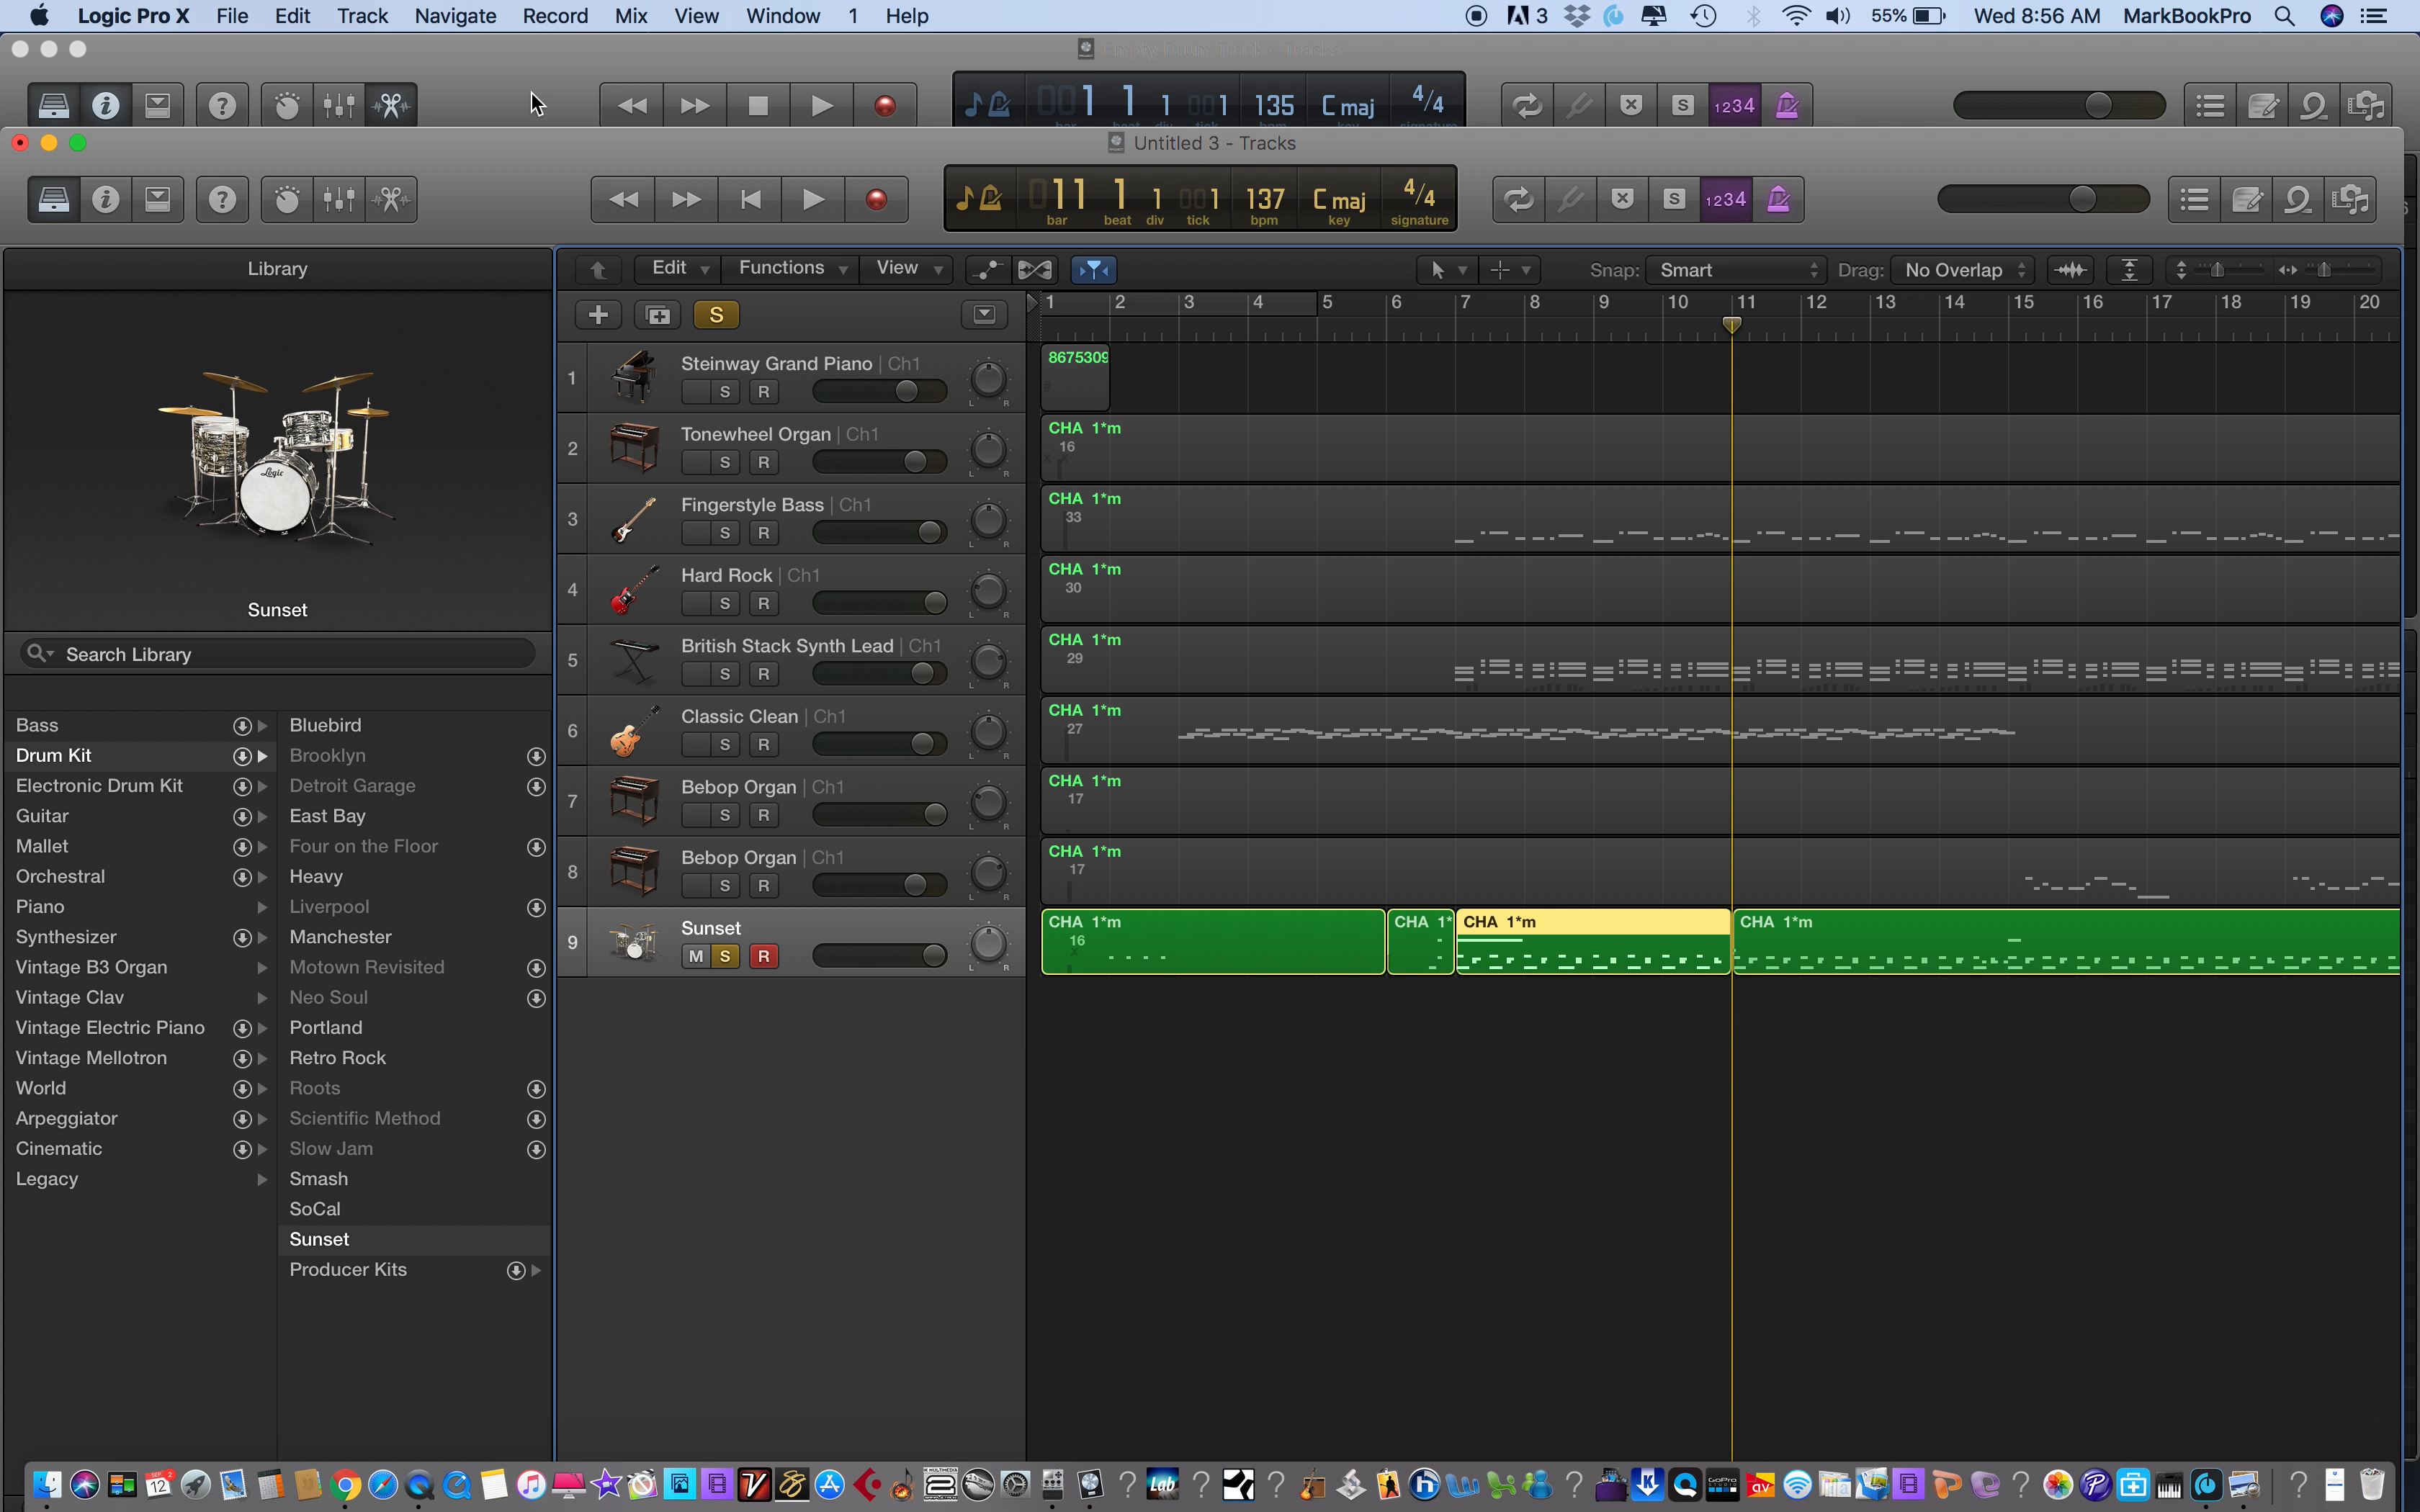 Logic Pro X File Edit Track Navigate Record Mix View Window 1 Help 3 55% Wed 8:56 AM MarkBookPro
001 1 1 001 135 C maj 4/4 1234
Untitled 3 - Tracks
011 1 1 001 137 C maj 4/4 S 1234
bar beat div tick bpm key signature
Library
Edit Functions View Snap: Smart Drag: No Overlap
S
1 2 3 4 5 6 7 8 9 10 11 12 13 14 15 16 17 18 19 20
Logic
Sunset
Search Library
Bass
Drum Kit
Electronic Drum Kit
Guitar
Mallet
Orchestral
Piano
Synthesizer
Vintage B3 Organ
Vintage Clav
Vintage Electric Piano
Vintage Mellotron
World
Arpeggiator
Cinematic
Legacy
Bluebird
Brooklyn
Detroit Garage
East Bay
Four on the Floor
Heavy
Liverpool
Manchester
Motown Revisited
Neo Soul
Portland
Retro Rock
Roots
Scientific Method
Slow Jam
Smash
SoCal
Sunset
Producer Kits
1 Steinway Grand Piano | Ch1
S R L R
8675309
2 Tonewheel Organ | Ch1
S R L R
CHA 1*m
16
3 Fingerstyle Bass | Ch1
S R L R
CHA 1*m
33
4 Hard Rock | Ch1
S R L R
CHA 1*m
30
5 British Stack Synth Lead | Ch1
S R L R
CHA 1*m
29
6 Classic Clean | Ch1
S R L R
CHA 1*m
27
7 Bebop Organ | Ch1
S R L R
CHA 1*m
17
8 Bebop Organ | Ch1
S R L R
CHA 1*m
17
9 Sunset
M S R L R
CHA 1*m CHA 1* CHA 1*m CHA 1*m
16